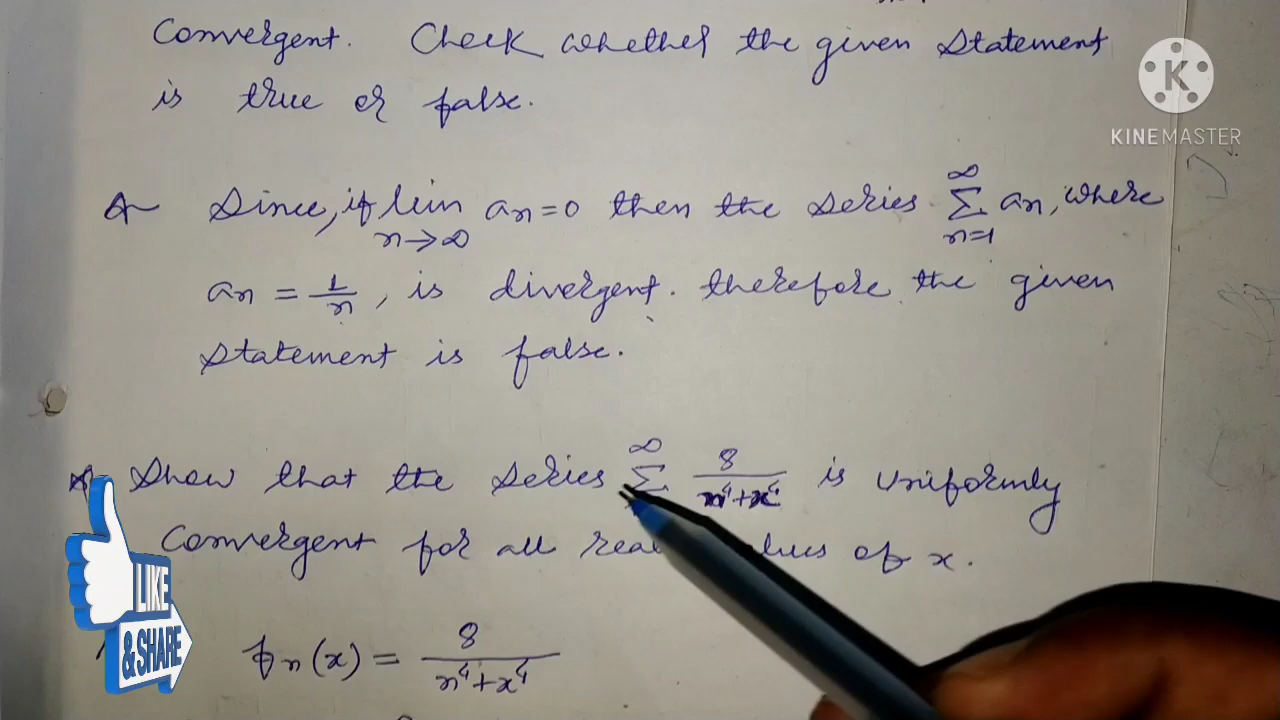 Convergent. Check whether the given statement
is true or false.
KINEMASTER
Since, if lim n→∞ an = 0 then the series ∑ n=1 ∞ an, where
an = 1/n, is divergent. therefore the given
statement is false.
Show that the series ∑ ∞ 8/(n⁴+x⁴) is uniformly
Convergent for all real values of x.
LIKE
& SHARE
fn(x) = 8/(n⁴+x⁴)